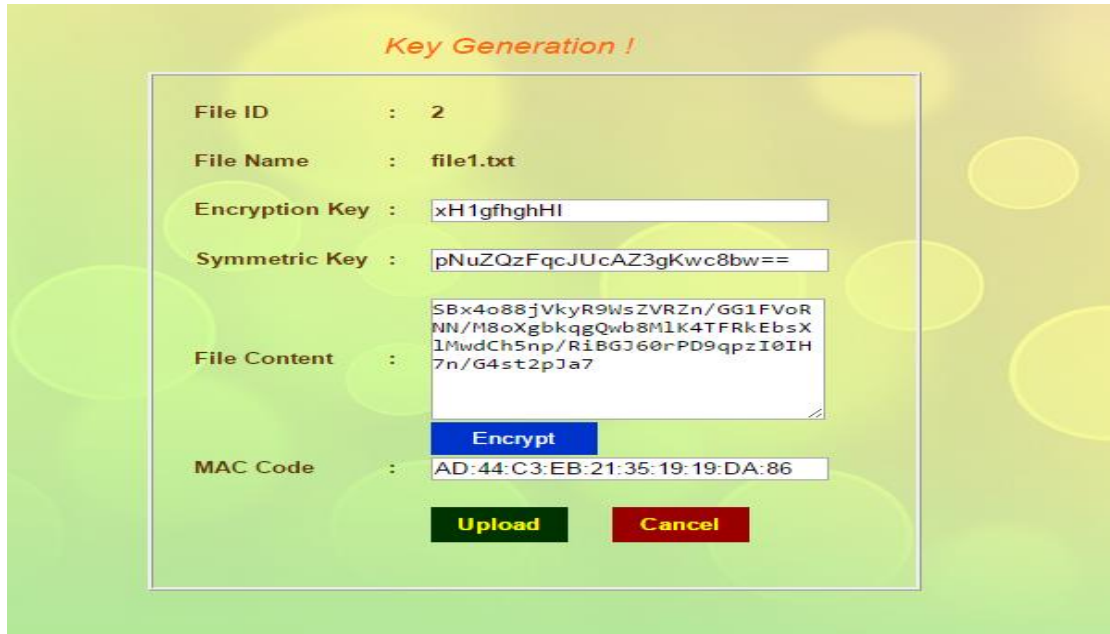 Key Generation !
File ID : 2
File Name : file1.txt
Encryption Key : xH1gfhghHI
Symmetric Key : pNuZQzFqcJUcAZ3gKwc8bw==
SBx4o88jVkyR9WsZVRZn/GG1FVoR
NN/M8oXgbkqgQwb8MlK4TFRkEbsX
lMwdCh5np/RiBGJ60rPD9qpzI0IH
File Content :
7n/G4st2pJa7
Encrypt
MAC Code : AD:44:C3:EB:21:35:19:19:DA:86
Upload Cancel